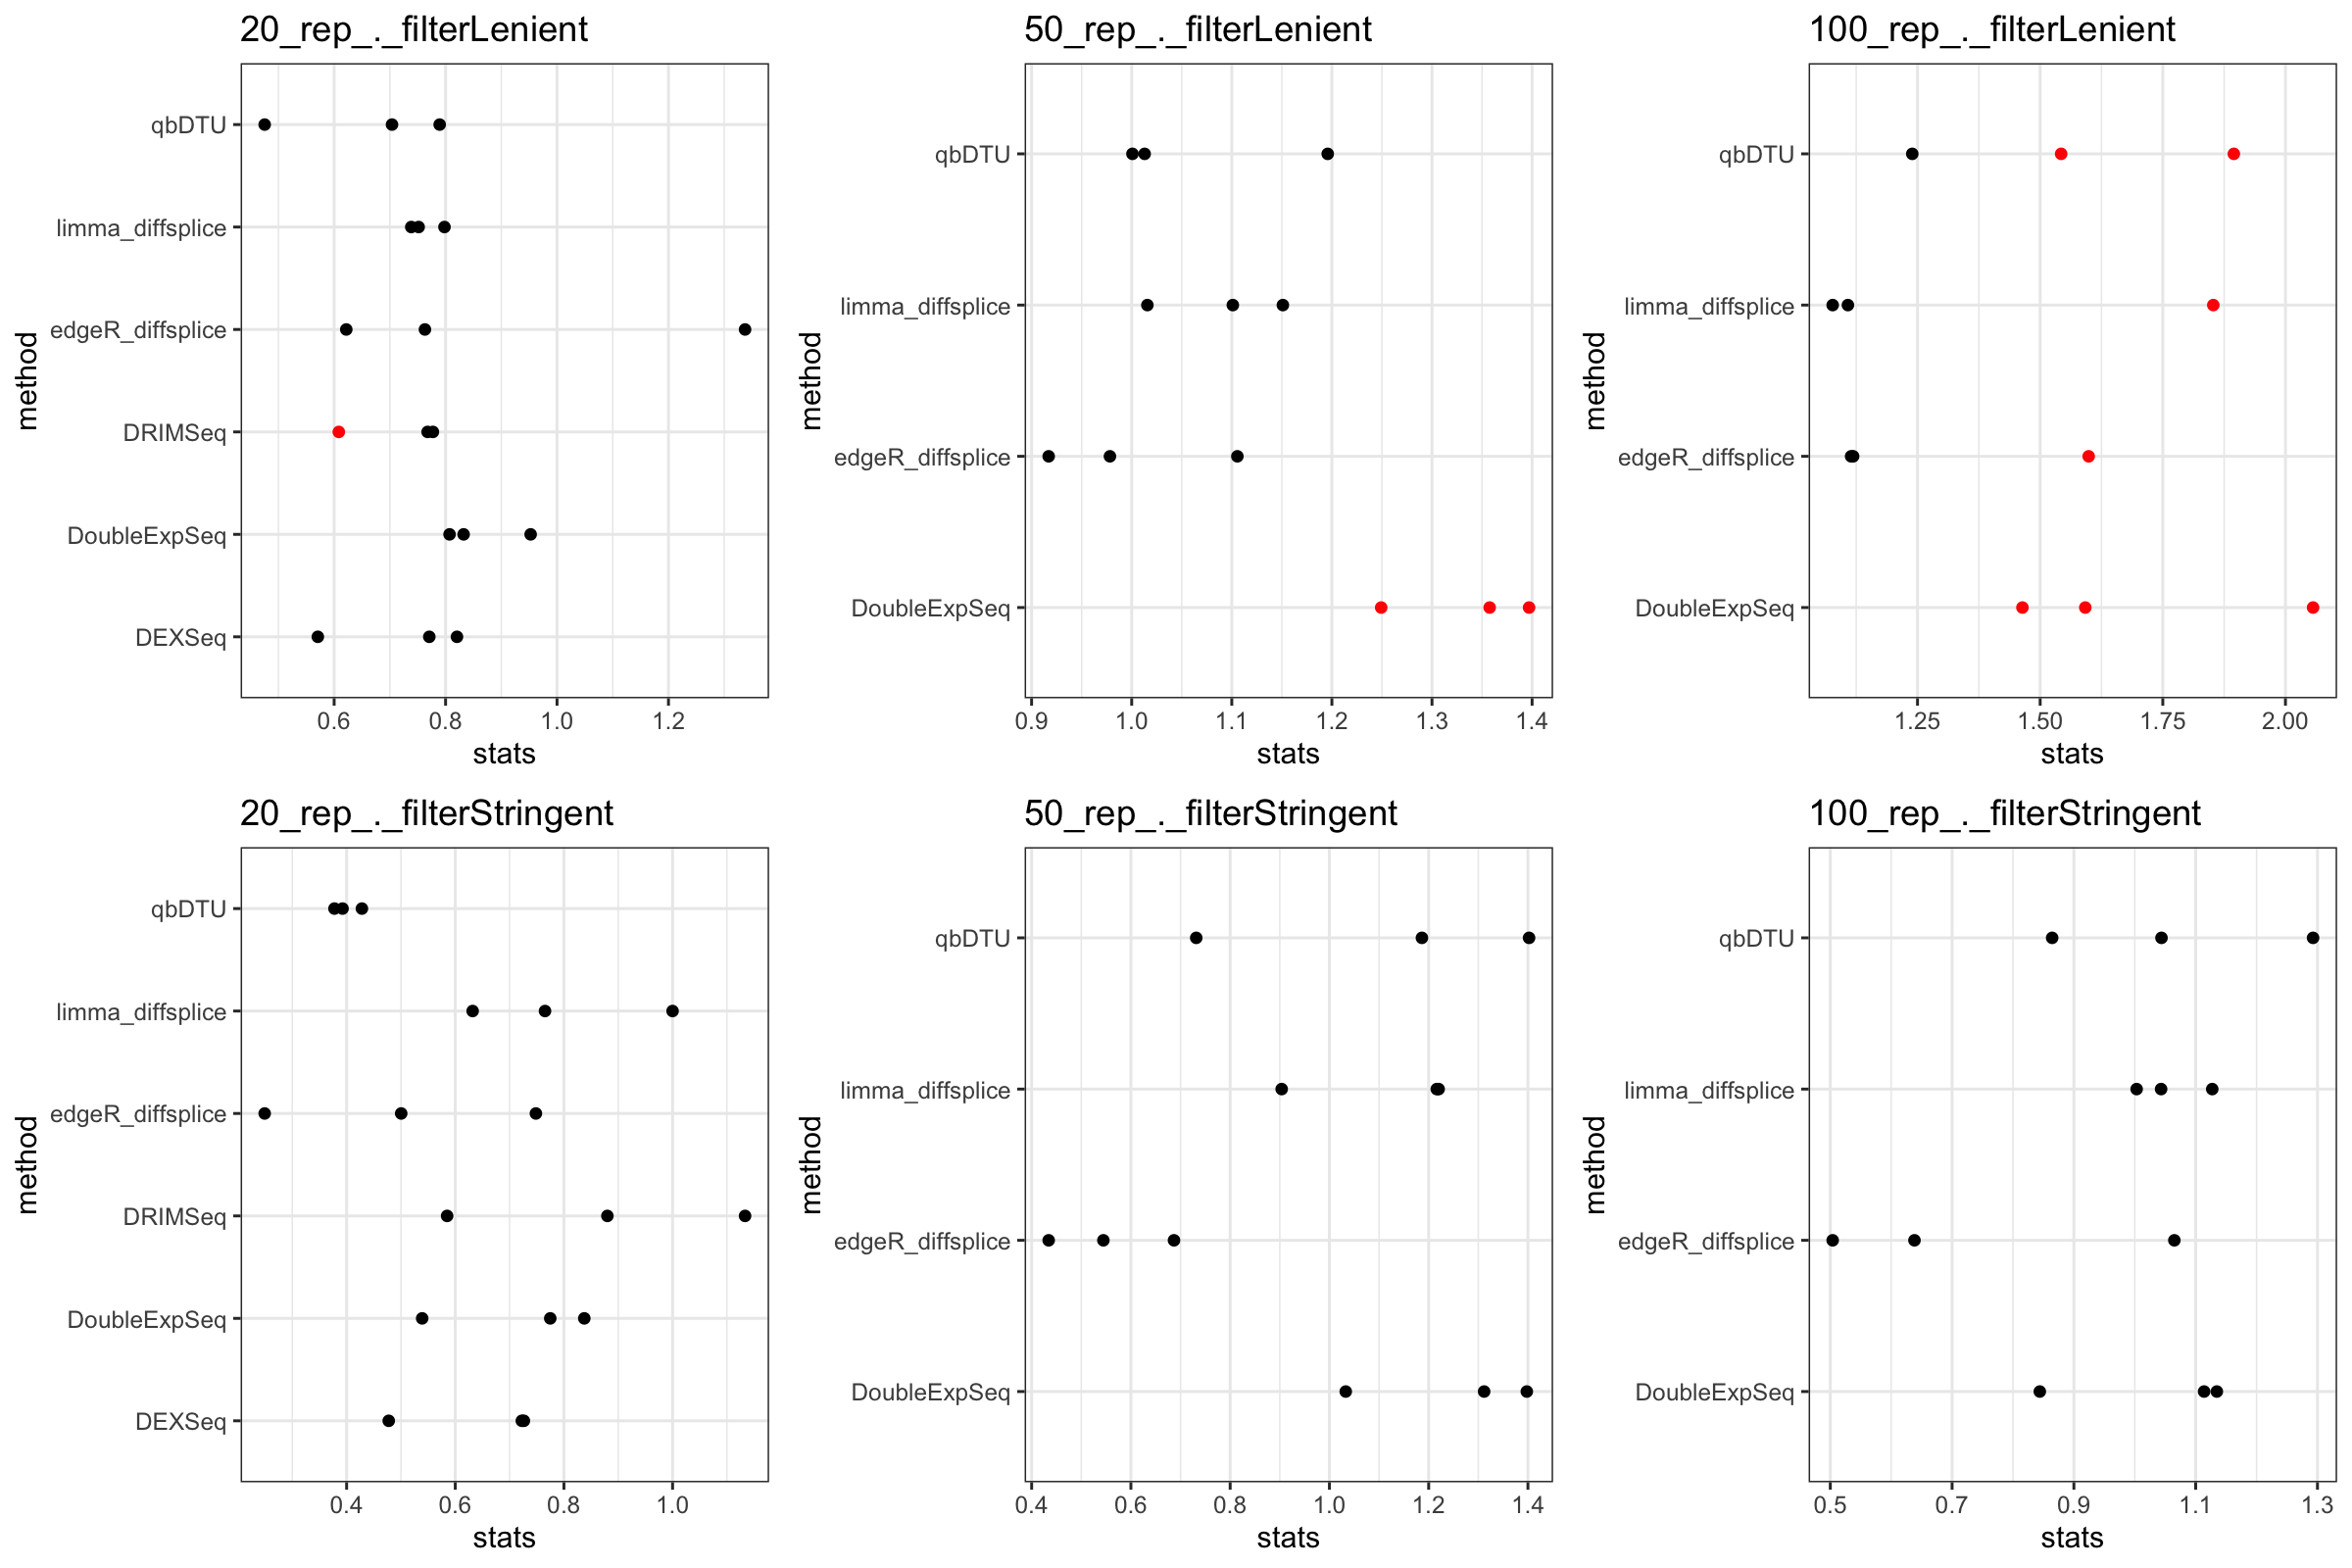 20_rep_._filterLenient
method
qbDTU
limma_diffsplice
edgeR_diffsplice
DRIMSeq
DoubleExpSeq
DEXSeq
0.6 0.8 1.0 1.2
stats
50_rep_._filterLenient
method
qbDTU
limma_diffsplice
edgeR_diffsplice
DoubleExpSeq
0.9 1.0 1.1 1.2 1.3 1.4
stats
100_rep_._filterLenient
method
qbDTU
limma_diffsplice
edgeR_diffsplice
DoubleExpSeq
1.25 1.50 1.75 2.00
stats
20_rep_._filterStringent
method
qbDTU
limma_diffsplice
edgeR_diffsplice
DRIMSeq
DoubleExpSeq
DEXSeq
0.4 0.6 0.8 1.0
stats
50_rep_._filterStringent
method
qbDTU
limma_diffsplice
edgeR_diffsplice
DoubleExpSeq
0.4 0.6 0.8 1.0 1.2 1.4
stats
100_rep_._filterStringent
method
qbDTU
limma_diffsplice
edgeR_diffsplice
DoubleExpSeq
0.5 0.7 0.9 1.1 1.3
stats